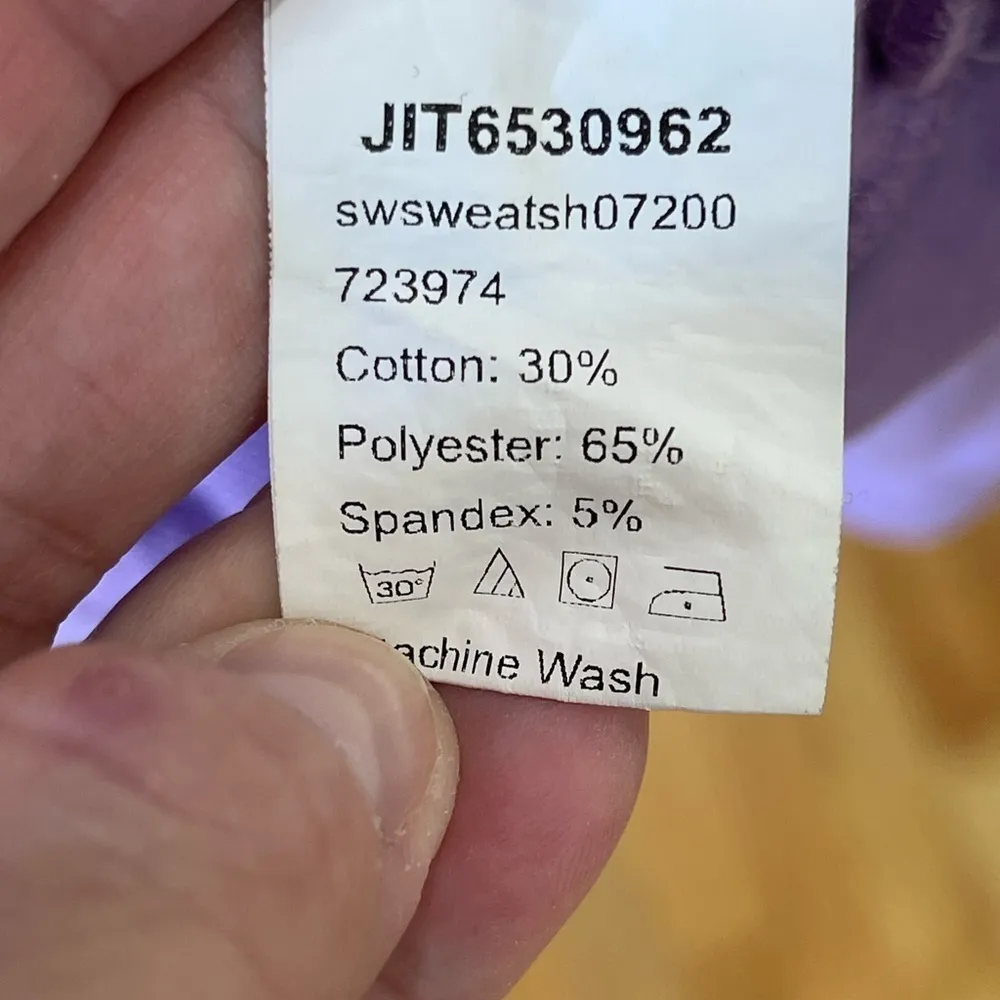 JIT6530962
swsweatsh07200
723974
Cotton: 30%
Polyester: 65%
Spandex: 5%
30°
achine Wash